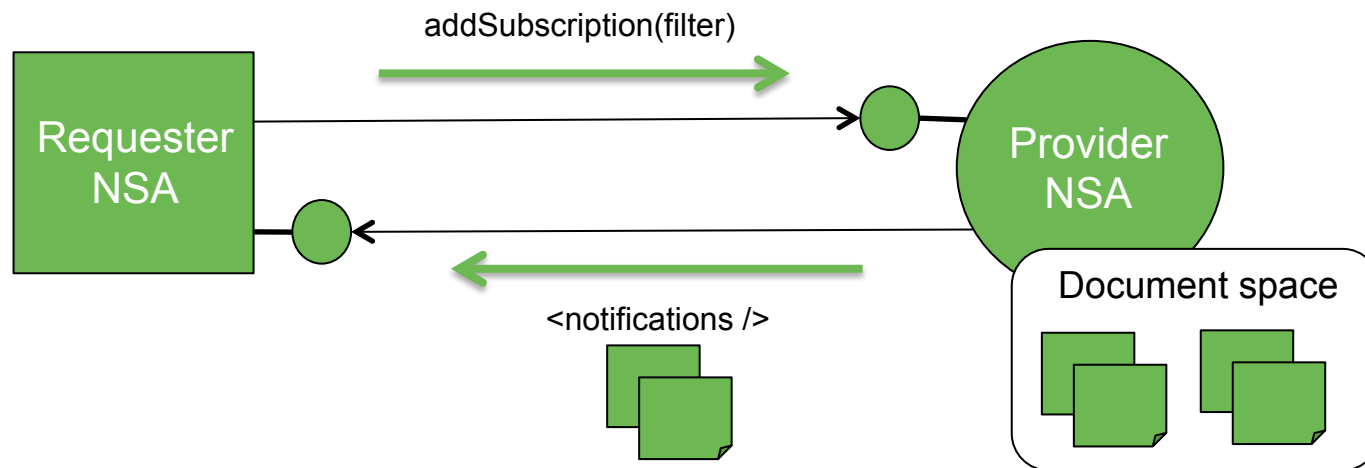 addSubscription(filter)
Requester
NSA
Provider
NSA
Document space
<notifications />